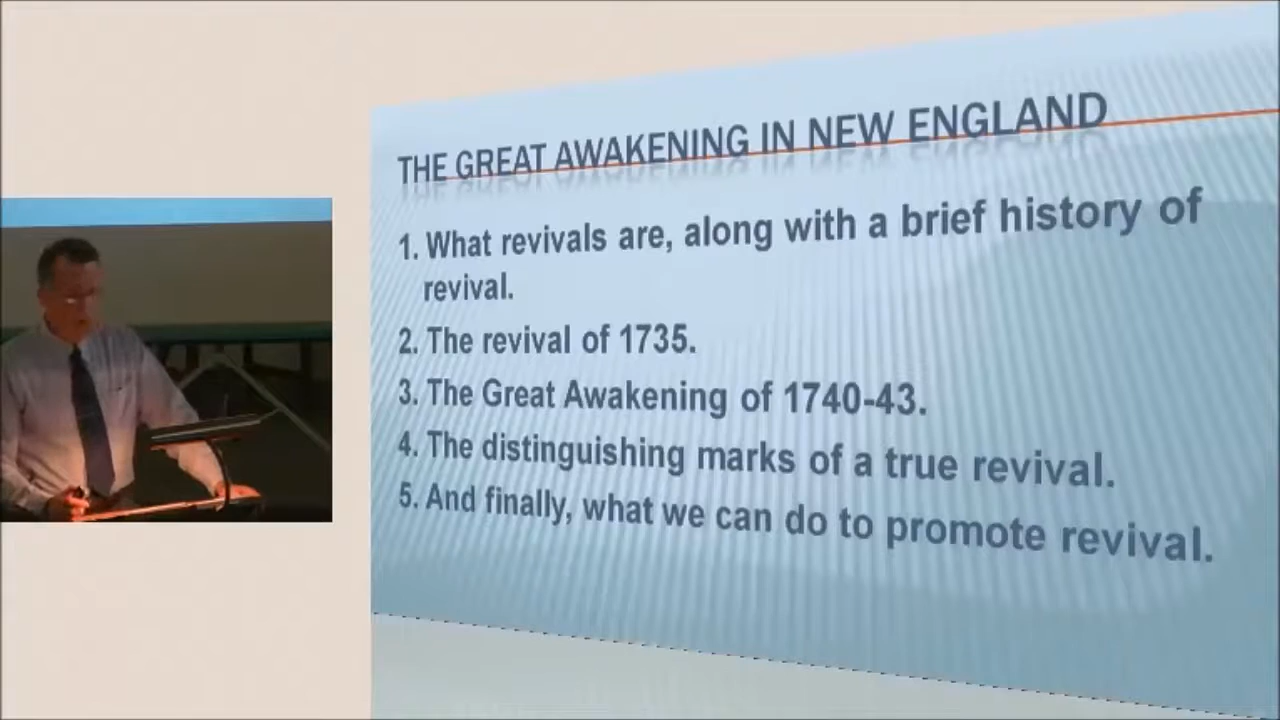 THE GREAT AWAKENING IN NEW ENGLAND
1. What revivals are, along with a brief history of
revival.
2. The revival of 1735.
3. The Great Awakening of 1740-43.
4. The distinguishing marks of a true revival.
5. And finally, what we can do to promote revival.